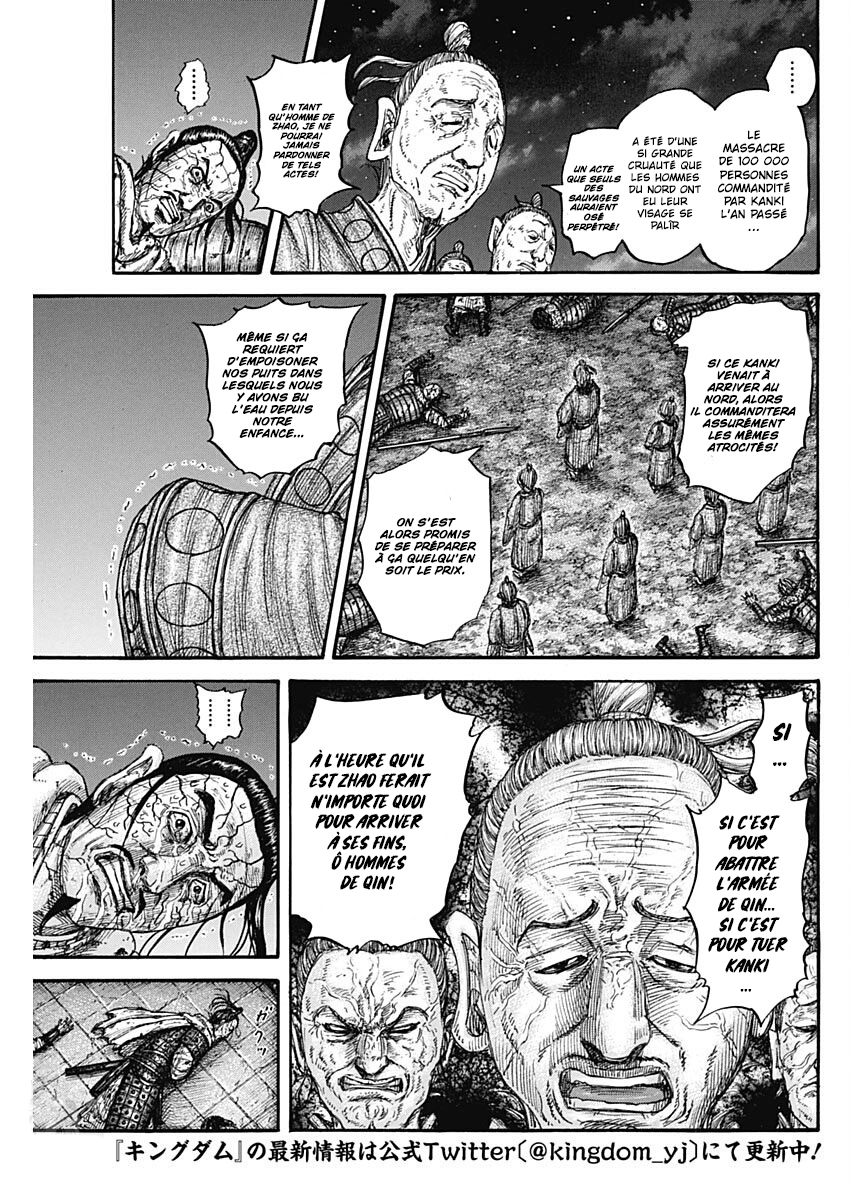 ......
LE
MASSACRE
DE 100 000
PERSONNES
COMMANDITÉ
PAR KANKI
L'AN PASSÉ
...
A ÉTÉ D'UNE
SI GRANDE
CRUAUTÉ QUE
LES HOMMES
DU NORD ONT
EU LEUR
VISAGE SE
PALÎR
UN ACTE
QUE SEULS
DES
SAUVAGES
AURAIENT
OSÉ
PERPÉTRÉ!
EN TANT
QU'HOMME DE
ZHAO, JE NE
POURRAI
JAMAIS
PARDONNER
DE TELS
ACTES!
......
SI CE KANKI
VENAIT À
ARRIVER AU
NORD, ALORS
IL COMMANDITERA
ASSURÉMENT
LES MÊMES
ATROCITÉS!
ON S'EST
ALORS PROMIS
DE SE PRÉPARER
À ÇA QUELQU'EN
SOIT LE PRIX.
MÊME SI ÇA
REQUIERT
D'EMPOISONER
NOS PUITS DANS
LESQUELS NOUS
Y AVONS BU
L'EAU DEPUIS
NOTRE
ENFANCE...
SI
...
SI C'EST
POUR
ABATTRE
L'ARMÉE
DE QIN...
SI C'EST
POUR TUER
KANKI
...
À L'HEURE QU'IL
EST ZHAO FERAIT
N'IMPORTE QUOI
POUR ARRIVER
À SES FINS,
Ô HOMMES
DE QIN!
......
ガクッ
『キングダム』の最新情報は公式Twitter(@kingdom_yj)にて更新中!